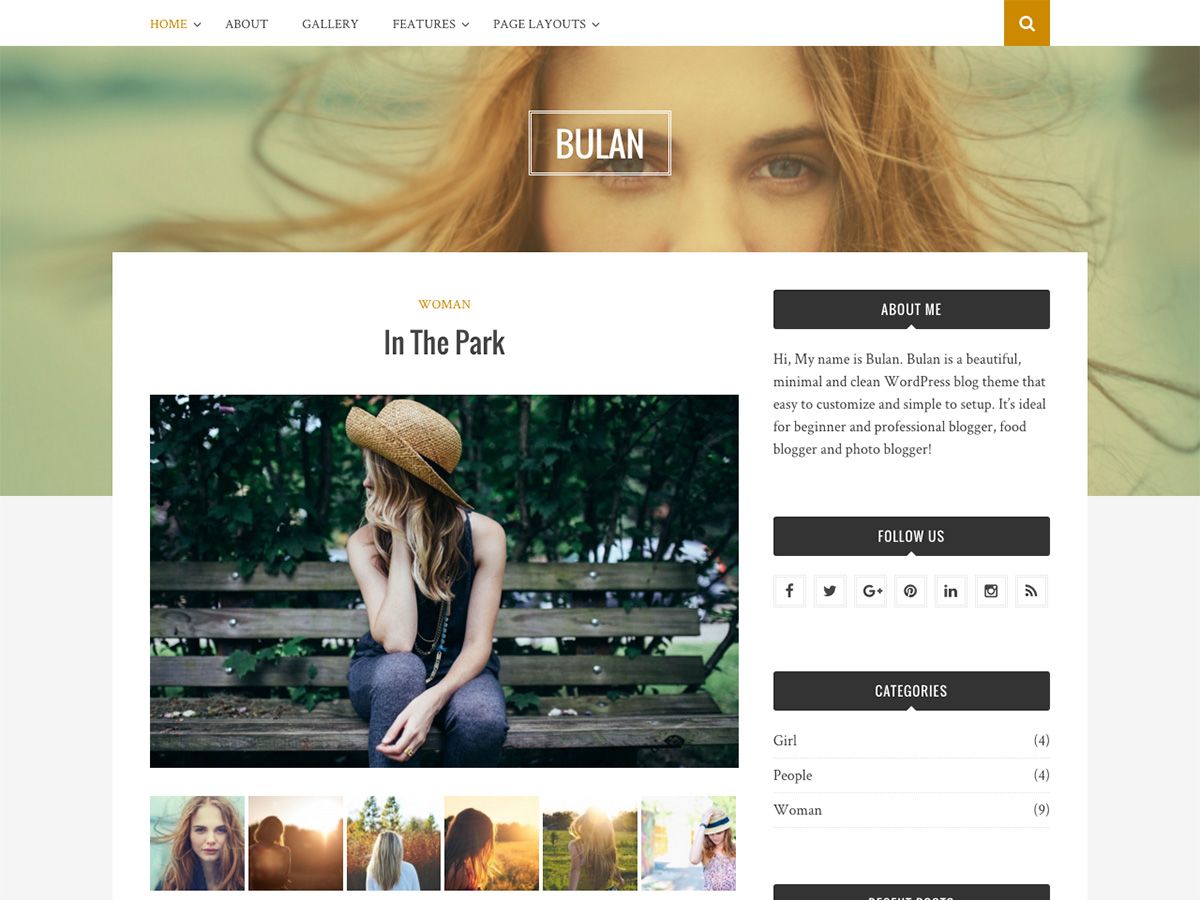 HOME ABOUT GALLERY FEATURES PAGE LAYOUTS
BULAN
WOMAN
In The Park
ABOUT ME
Hi, My name is Bulan. Bulan is a beautiful,
minimal and clean WordPress blog theme that
easy to customize and simple to setup. It's ideal
for beginner and professional blogger, food
blogger and photo blogger!
FOLLOW US
CATEGORIES
Girl (4)
People (4)
Woman (9)
RECENT POSTS